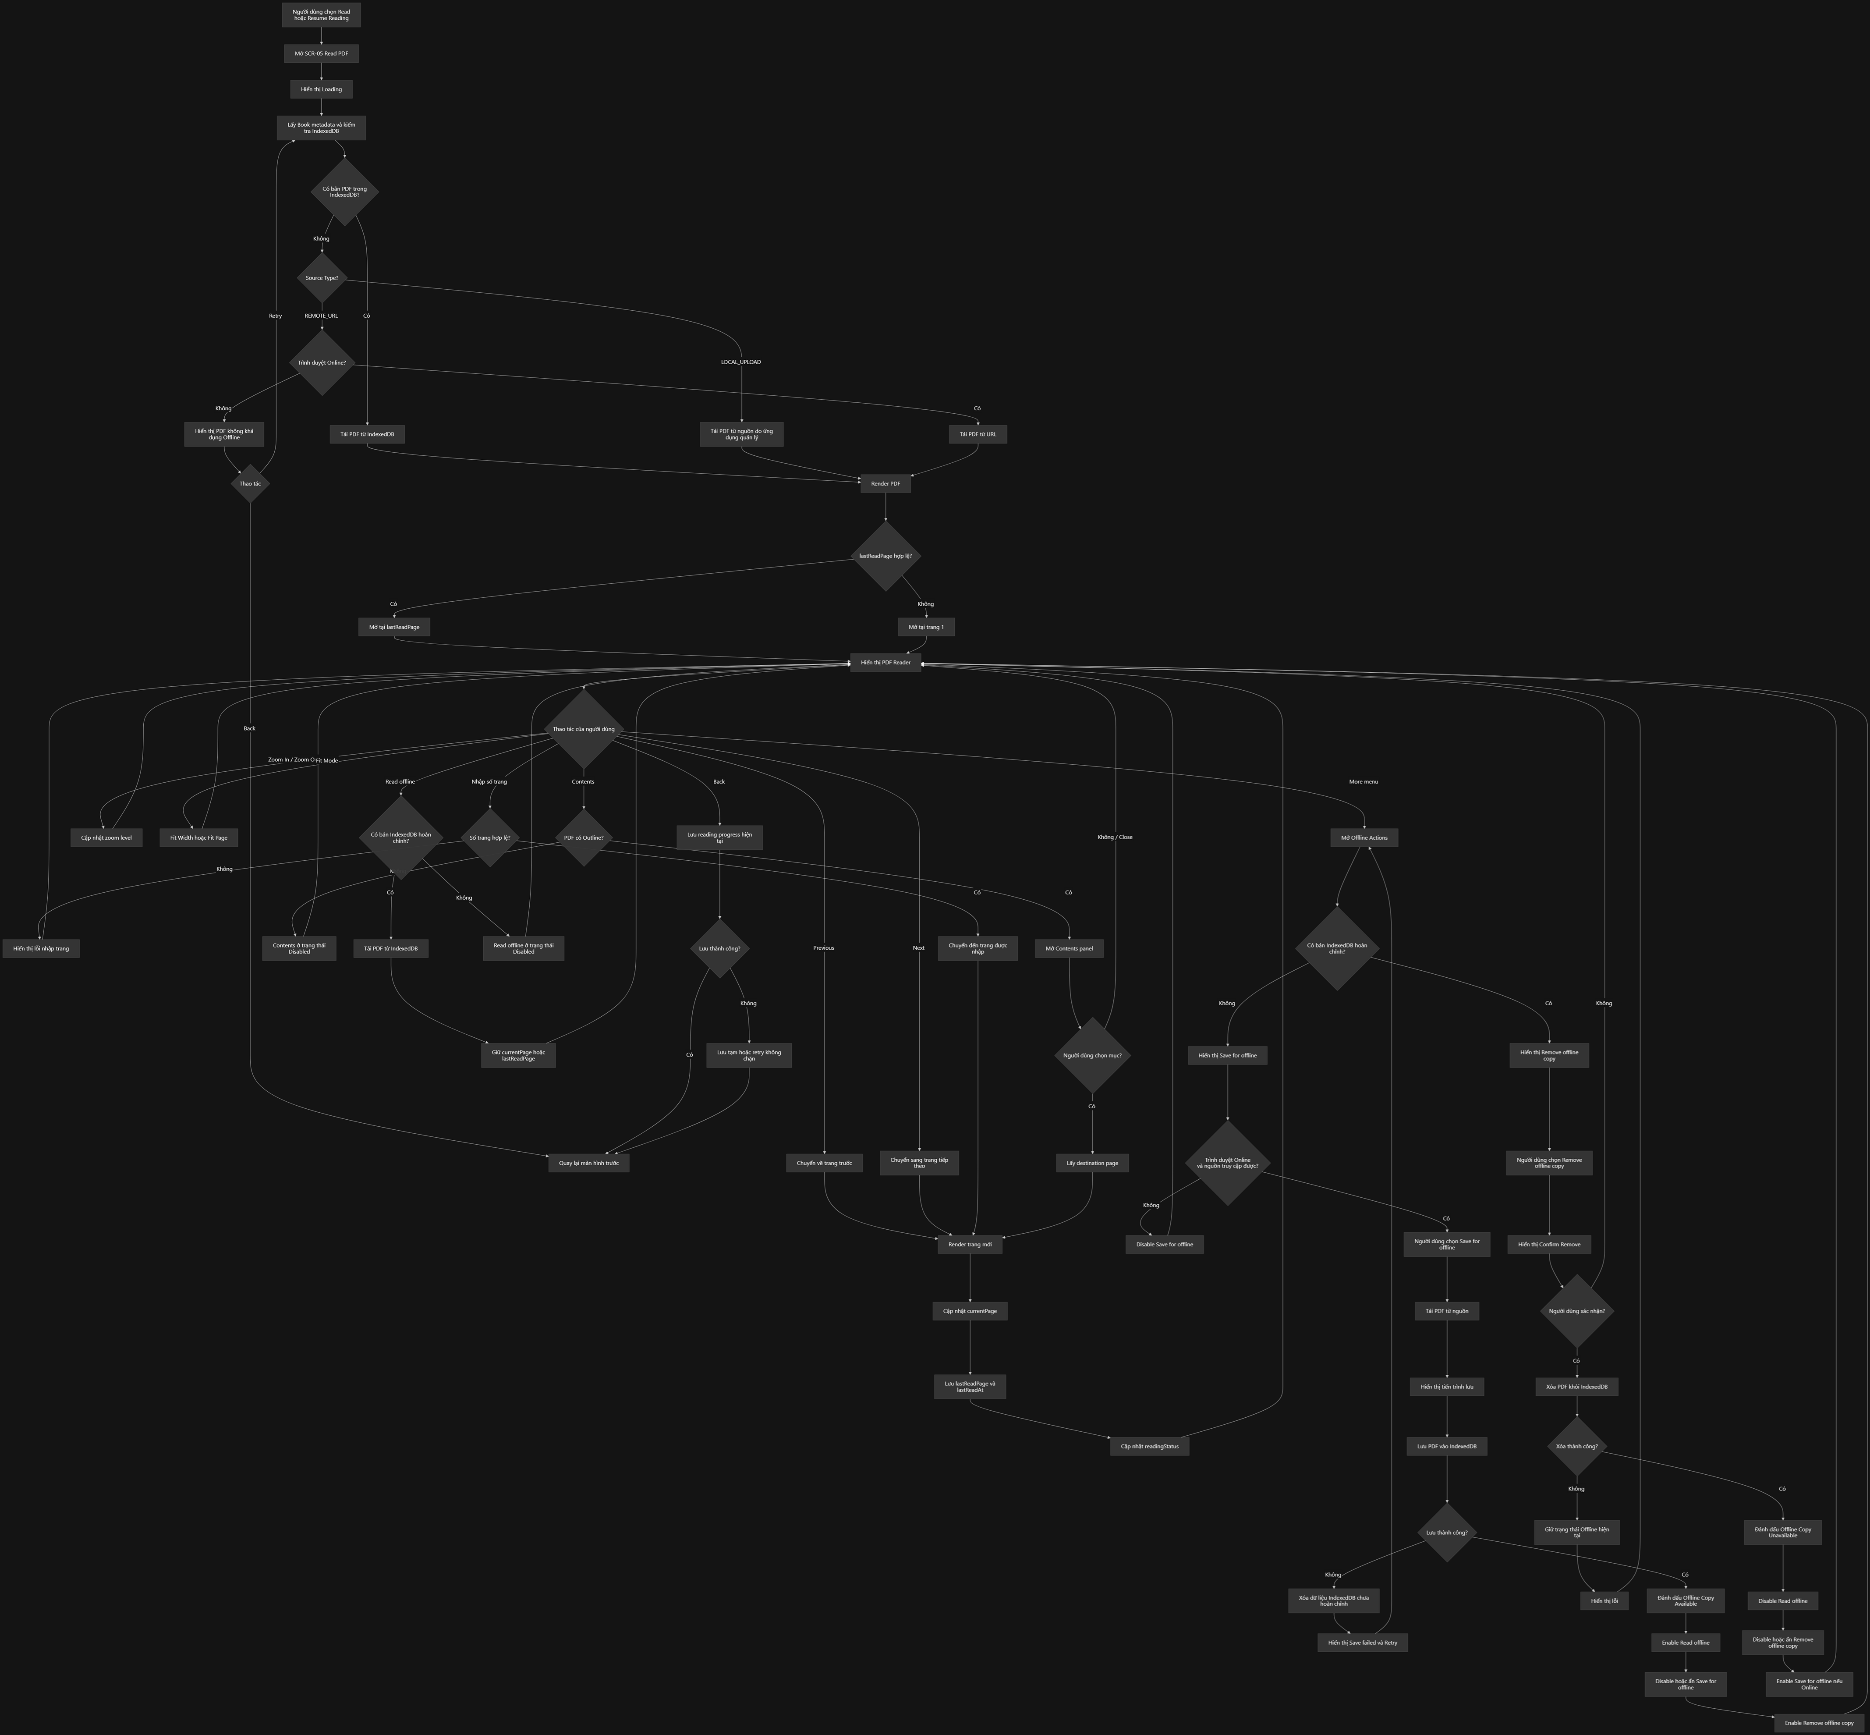 Người dùng chọn Read
hoặc Resume Reading
Mở SCR-05 Read PDF
Hiển thị Loading
Lấy Book metadata và kiểm
tra IndexedDB
Có bản PDF trong
IndexedDB?
Không
Source Type?
Retry
REMOTE_URL
Có
Trình duyệt Online?
LOCAL_UPLOAD
Không
Có
Hiển thị PDF không khả
dụng Offline
Tải PDF từ IndexedDB
Tải PDF từ nguồn do ứng
dụng quản lý
Tải PDF từ URL
Thao tác
Render PDF
lastReadPage hợp lệ?
Có
Không
Mở tại lastReadPage
Mở tại trang 1
Hiển thị PDF Reader
Back
Thao tác của người dùng
Zoom In / Zoom O
Fit Mode
Read offline
Nhập số trang
Contents
Back
More menu
Cập nhật zoom level
Fit Width hoặc Fit Page
Có bản IndexedDB hoàn
chỉnh?
Số trang hợp lệ?
PDF có Outline?
Lưu reading progress hiện
tại
Không / Close
Mở Offline Actions
Không
Có
Không
Có
Có
Hiển thị lỗi nhập trang
Contents ở trạng thái
Disabled
Tải PDF từ IndexedDB
Read offline ở trạng thái
Disabled
Lưu thành công?
Previous
Next
Chuyển đến trang được
nhập
Mở Contents panel
Có bản IndexedDB hoàn
chỉnh?
Không
Không
Có
Không
Giữ currentPage hoặc
lastReadPage
Có
Lưu tạm hoặc retry không
chặn
Người dùng chọn mục?
Hiển thị Save for offline
Hiển thị Remove offline
copy
Có
Quay lại màn hình trước
Chuyển về trang trước
Chuyển sang trang tiếp
theo
Lấy destination page
Trình duyệt Online
và nguồn truy cập được?
Người dùng chọn Remove
offline copy
Không
Có
Render trang mới
Disable Save for offline
Người dùng chọn Save for
offline
Hiển thị Confirm Remove
Cập nhật currentPage
Tải PDF từ nguồn
Người dùng xác nhận?
Có
Lưu lastReadPage và
lastReadAt
Hiển thị tiến trình lưu
Xóa PDF khỏi IndexedDB
Cập nhật readingStatus
Lưu PDF vào IndexedDB
Xóa thành công?
Không
Có
Lưu thành công?
Giữ trạng thái Offline hiện
tại
Đánh dấu Offline Copy
Unavailable
Không
Có
Xóa dữ liệu IndexedDB chưa
hoàn chỉnh
Hiển thị lỗi
Đánh dấu Offline Copy
Available
Disable Read offline
Hiển thị Save failed và Retry
Enable Read offline
Disable hoặc ẩn Remove
offline copy
Disable hoặc ẩn Save for
offline
Enable Save for offline nếu
Online
Enable Remove offline copy